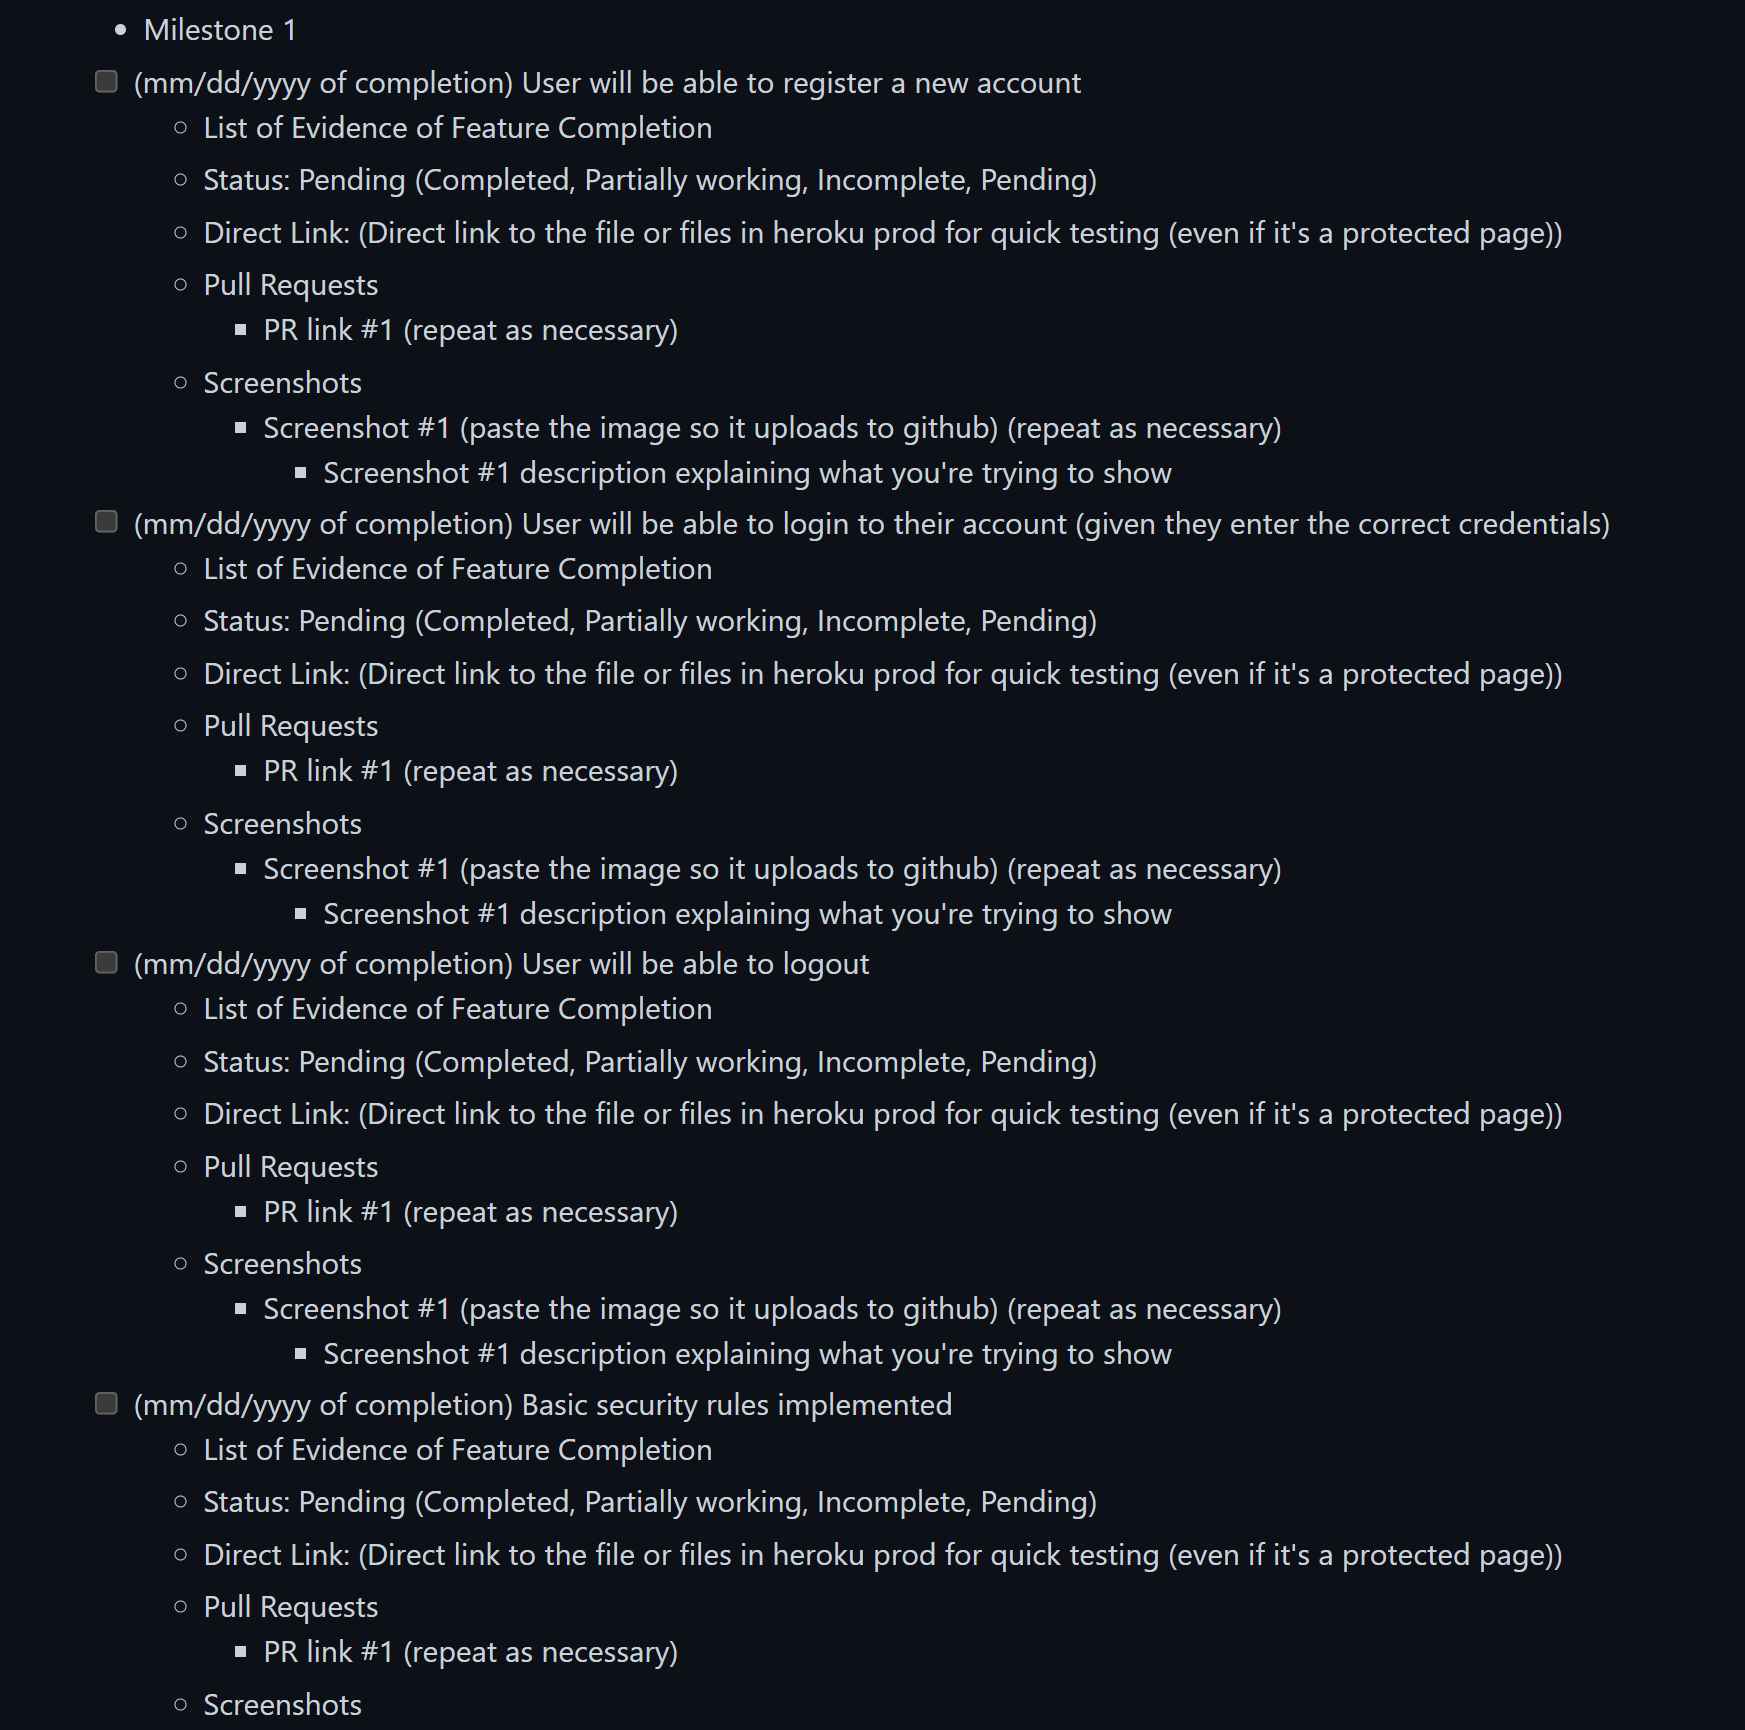 Milestone 1
(mm/dd/yyyy of completion) User will be able to register a new account
List of Evidence of Feature Completion
Status: Pending (Completed, Partially working, Incomplete, Pending)
Direct Link: (Direct link to the file or files in heroku prod for quick testing (even if it's a protected page))
Pull Requests
PR link #1 (repeat as necessary)
Screenshots
Screenshot #1 (paste the image so it uploads to github) (repeat as necessary)
Screenshot #1 description explaining what you're trying to show
(mm/dd/yyyy of completion) User will be able to login to their account (given they enter the correct credentials)
List of Evidence of Feature Completion
Status: Pending (Completed, Partially working, Incomplete, Pending)
Direct Link: (Direct link to the file or files in heroku prod for quick testing (even if it's a protected page))
Pull Requests
PR link #1 (repeat as necessary)
Screenshots
Screenshot #1 (paste the image so it uploads to github) (repeat as necessary)
Screenshot #1 description explaining what you're trying to show
(mm/dd/yyyy of completion) User will be able to logout
List of Evidence of Feature Completion
Status: Pending (Completed, Partially working, Incomplete, Pending)
Direct Link: (Direct link to the file or files in heroku prod for quick testing (even if it's a protected page))
Pull Requests
PR link #1 (repeat as necessary)
Screenshots
Screenshot #1 (paste the image so it uploads to github) (repeat as necessary)
Screenshot #1 description explaining what you're trying to show
(mm/dd/yyyy of completion) Basic security rules implemented
List of Evidence of Feature Completion
Status: Pending (Completed, Partially working, Incomplete, Pending)
Direct Link: (Direct link to the file or files in heroku prod for quick testing (even if it's a protected page))
Pull Requests
PR link #1 (repeat as necessary)
Screenshots